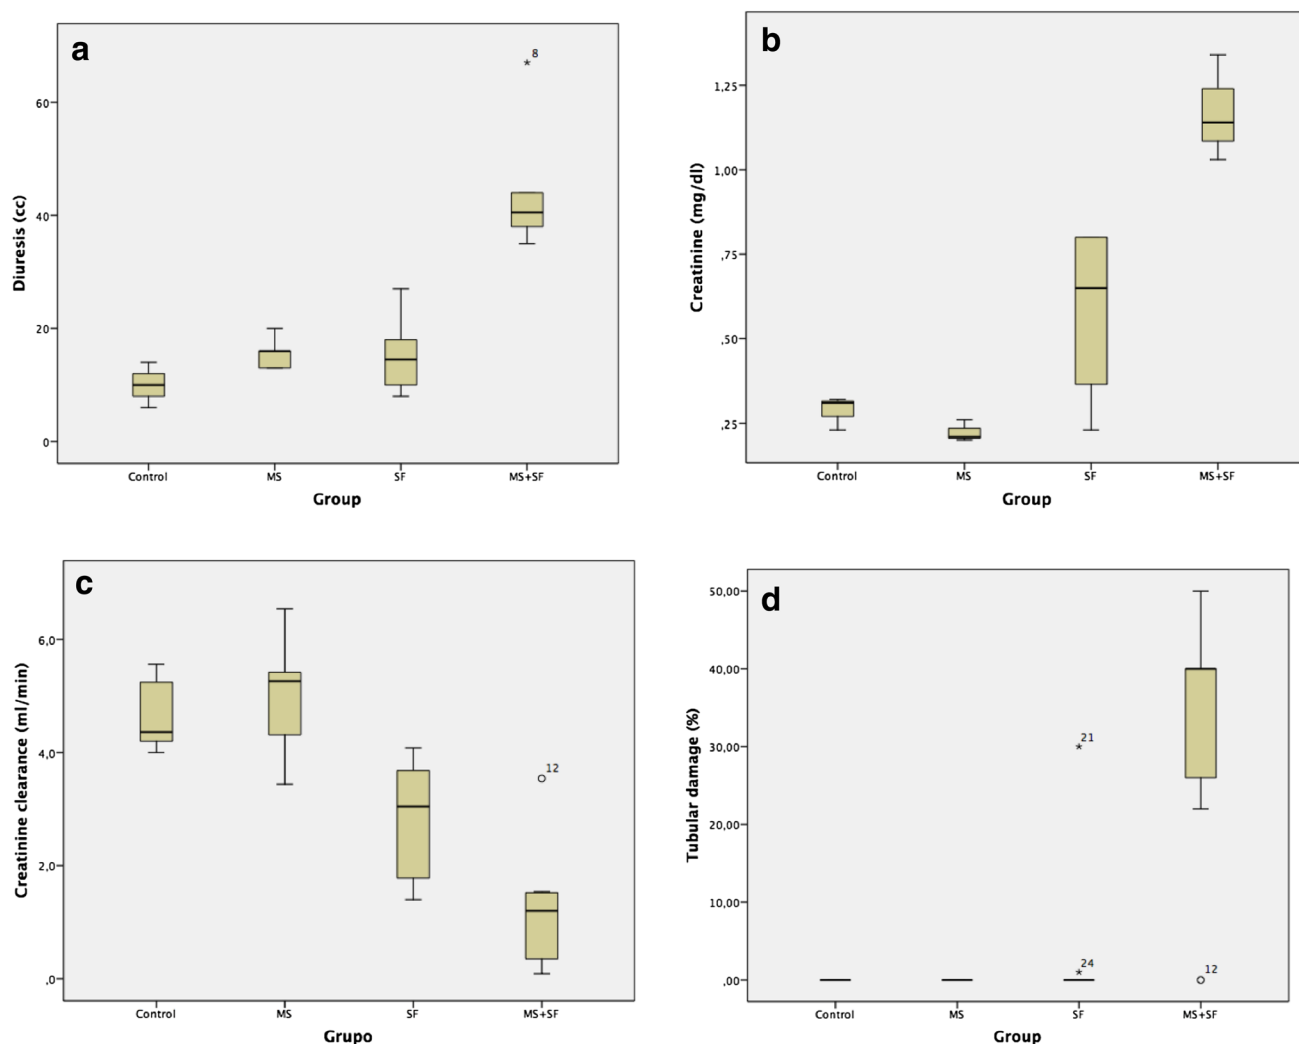 a
8
60
40
20
0
Diuresis (cc)
Control MS SF MS+SF
Group
b
1,25
1,00
,75
,50
,25
Creatinine (mg/dl)
Control MS SF MS+SF
Group
c
12
6,0
4,0
2,0
,0
Creatinine clearance (ml/min)
Control MS SF MS+SF
Grupo
d
50,00
40,00
30,00
20,00
10,00
,00
21
24
12
Tubular damage (%)
Control MS SF MS+SF
Group